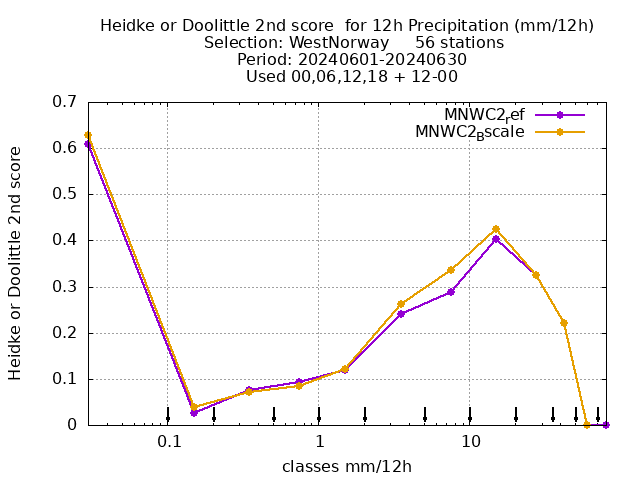 Heidke or Doolittle 2nd score  for 12h Precipitation (mm/12h)
Selection: WestNorway     56 stations
Period: 20240601-20240630
Used 00,06,12,18 + 12-00
MNWC2ref
MNWC2Bscale
0.7
0.6
0.5
0.4
0.3
0.2
0.1
0
Heidke or Doolittle 2nd score
0.1 1 10
classes mm/12h